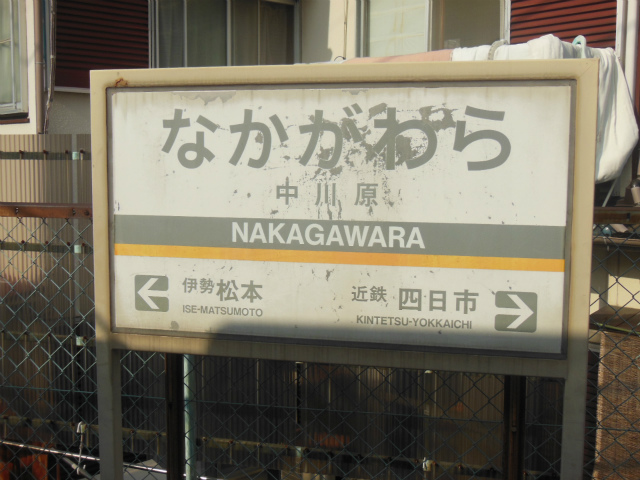 なかがわら
中川原
NAKAGAWARA
伊勢松本
ISE-MATSUMOTO
近鉄 四日市
KINTETSU-YOKKAICHI